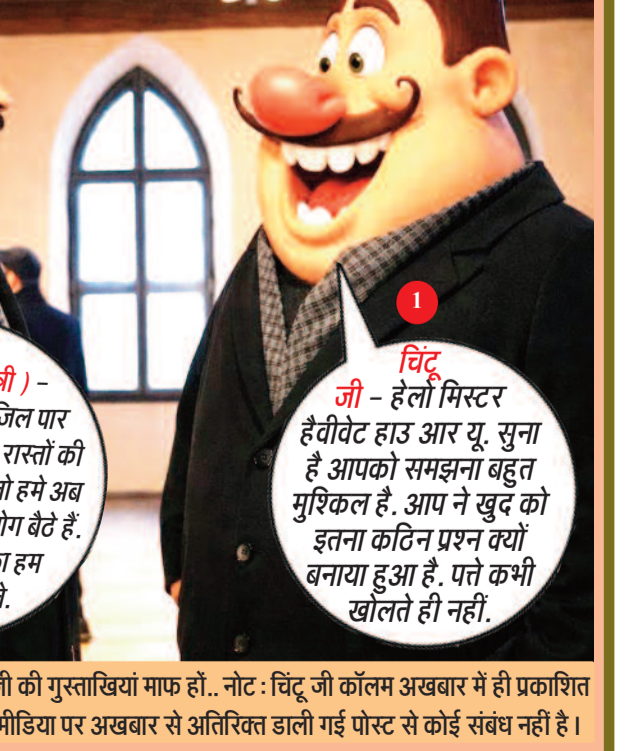 1
चिंटू
जी – हेलो मिस्टर
हैवीवेट हाउ आर यू. सुना
है आपको समझना बहुत
मुश्किल है. आप ने खुद को
इतना कठिन प्रश्न क्यों
बनाया हुआ है. पत्ते कभी
खोलते ही नहीं.
) –
पार
रास्तों की
हमे अब
बैठे हैं.
हम
की गुस्ताखियां माफ हों.. नोट : चिंटू जी कॉलम अखबार में ही प्रकाशित
मीडिया पर अखबार से अतिरिक्त डाली गई पोस्ट से कोई संबंध नहीं है ।